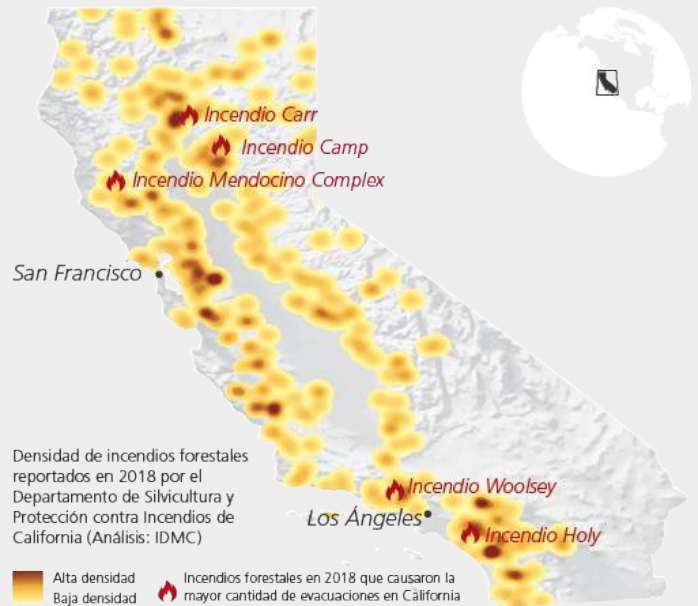 Incendio Carr
Incendio Camp
Incendio Mendocino Complex
San Francisco
Densidad de incendios forestales
reportados en 2018 por el
Departamento de Silvicultura y
Protección contra Incendios de
California (Análisis: IDMC)
Incendio Woolsey
Los Ángeles
Incendio Holy
Alta densidad
Baja densidad
Incendios forestales en 2018 que causaron la
mayor cantidad de evacuaciones en California